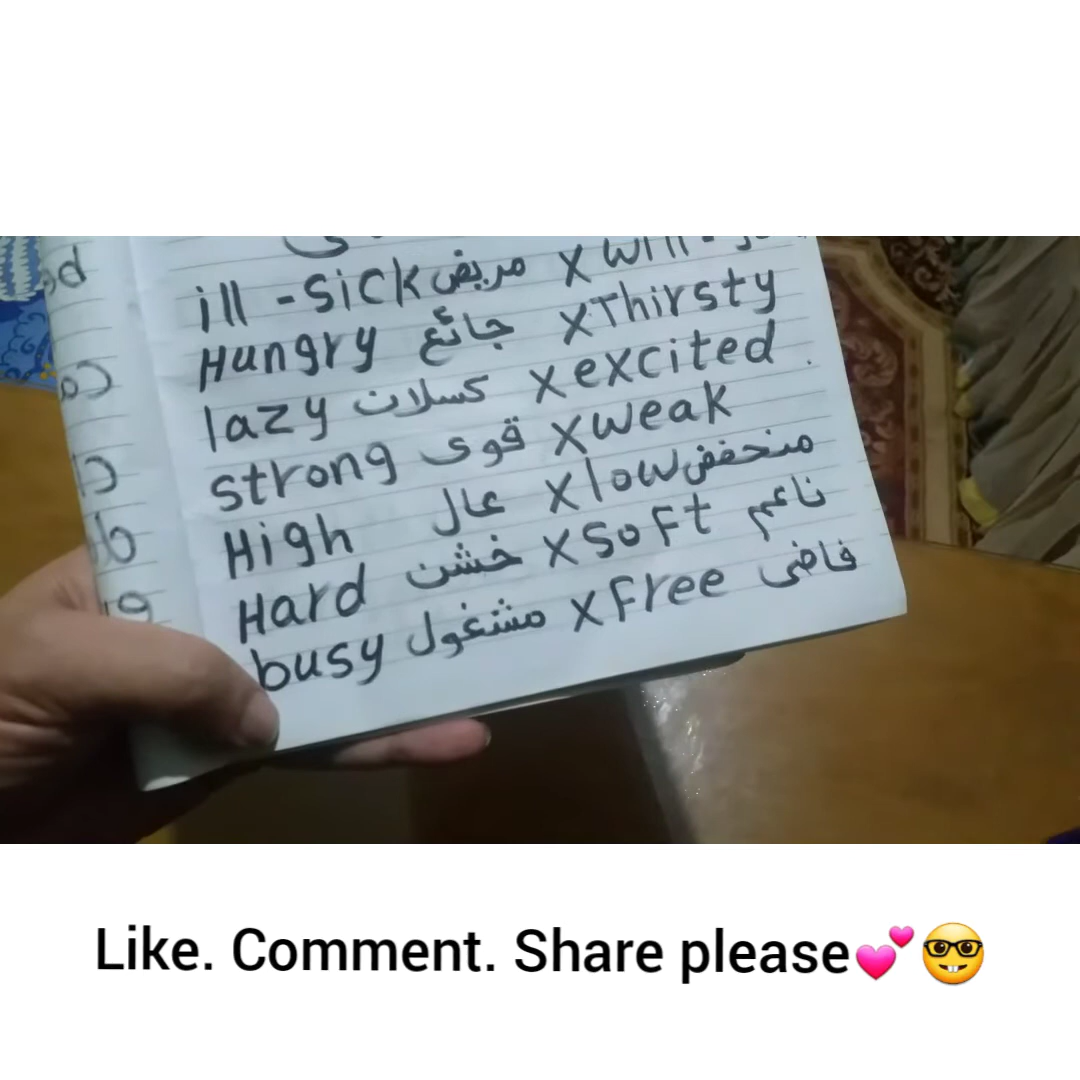 ill - sick مريض X
Hungry جائع X Thirsty
lazy كسلان X excited
strong قوى X weak
High عال X low منخفض
Hard خشن X Soft ناعم
busy مشغول X Free فاضى
Like. Comment. Share please💕🤓